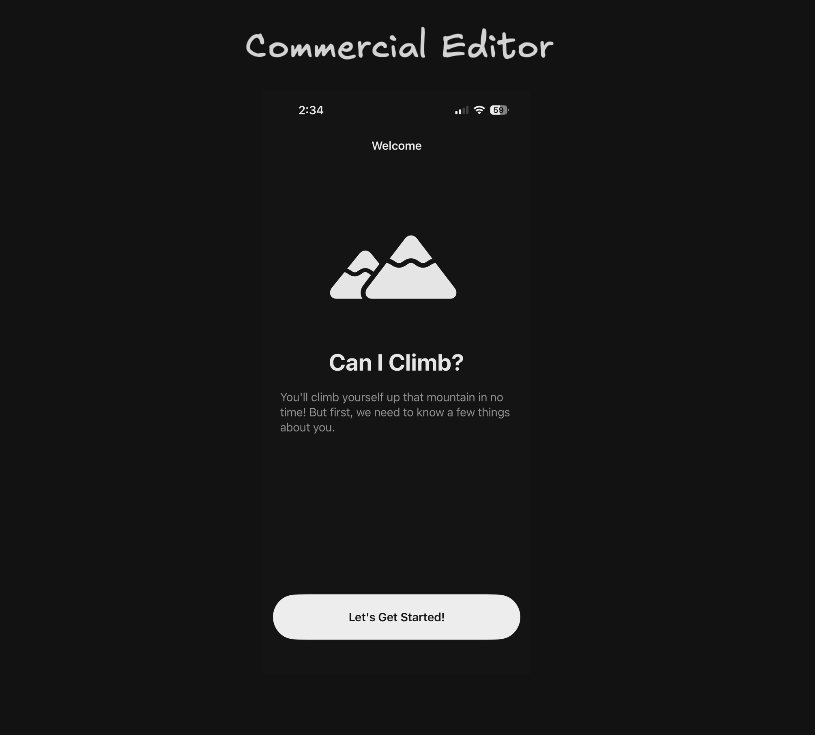 Commercial Editor
2:34
59
Welcome
Can I Climb?
You'll climb yourself up that mountain in no
time! But first, we need to know a few things
about you.
Let's Get Started!